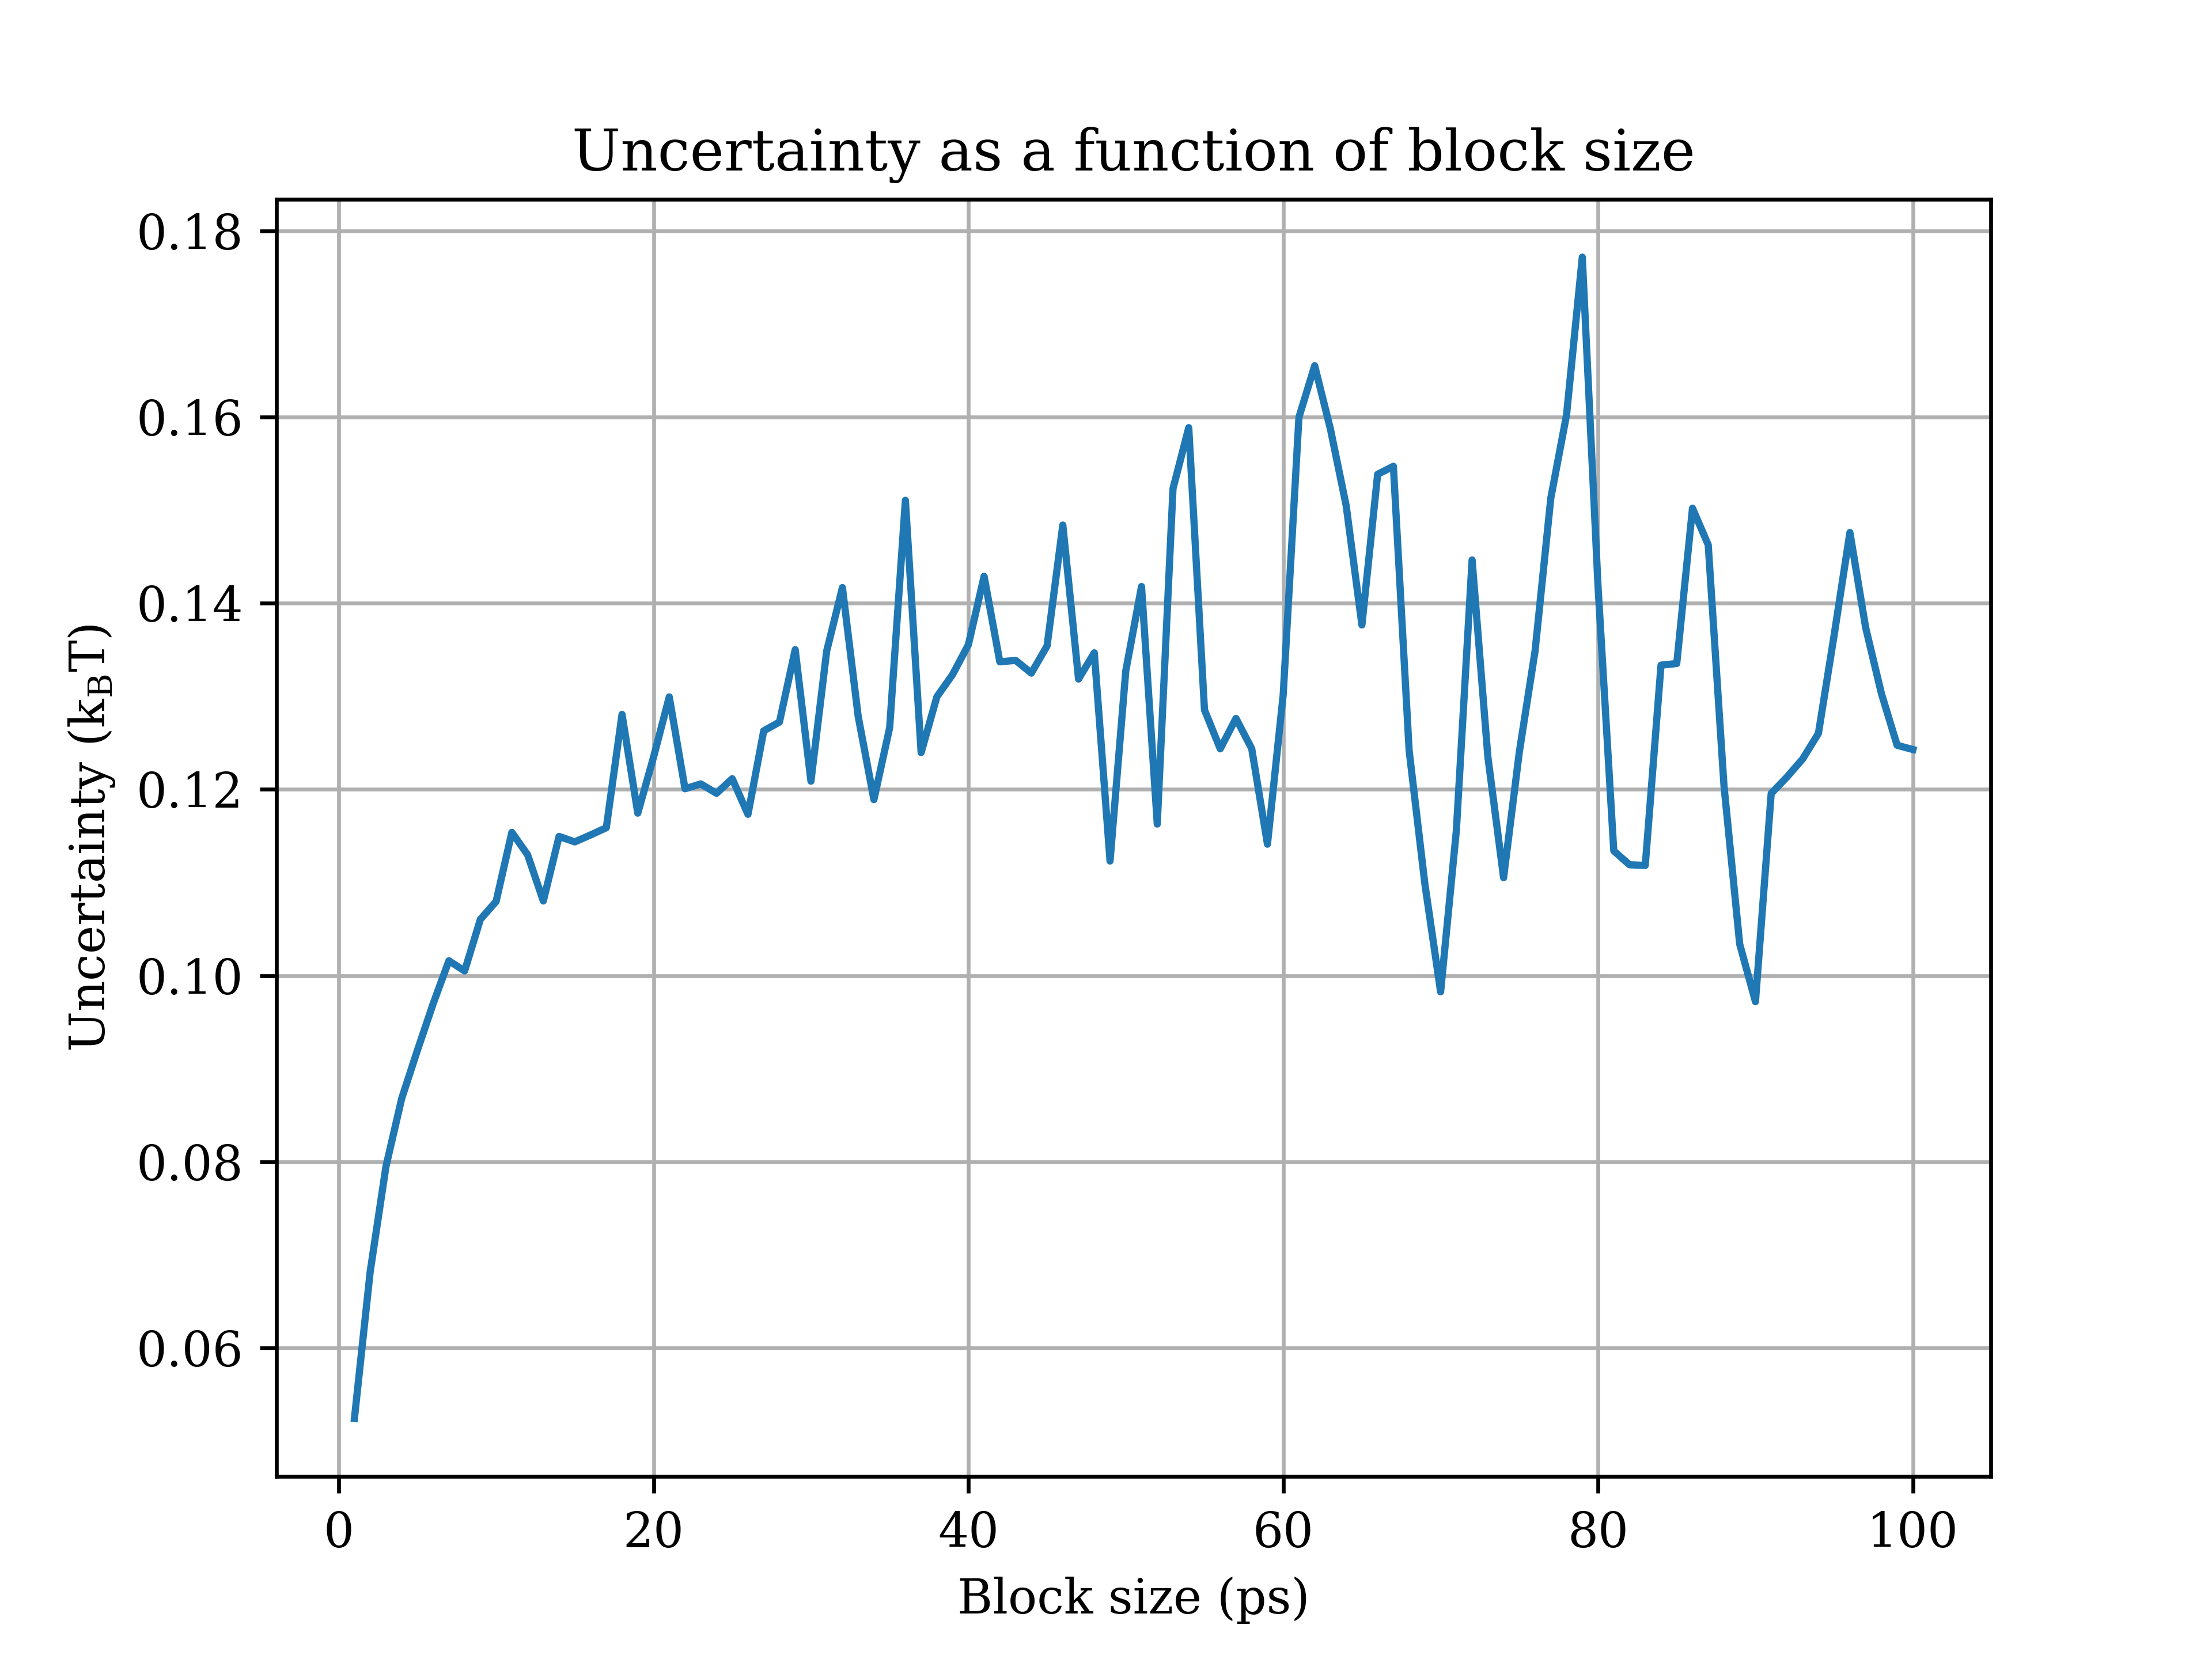 Uncertainty as a function of block size
0.18
0.16
0.14
0.12
0.10
0.08
0.06
Uncertainty (k_BT)
0 20 40 60 80 100
Block size (ps)